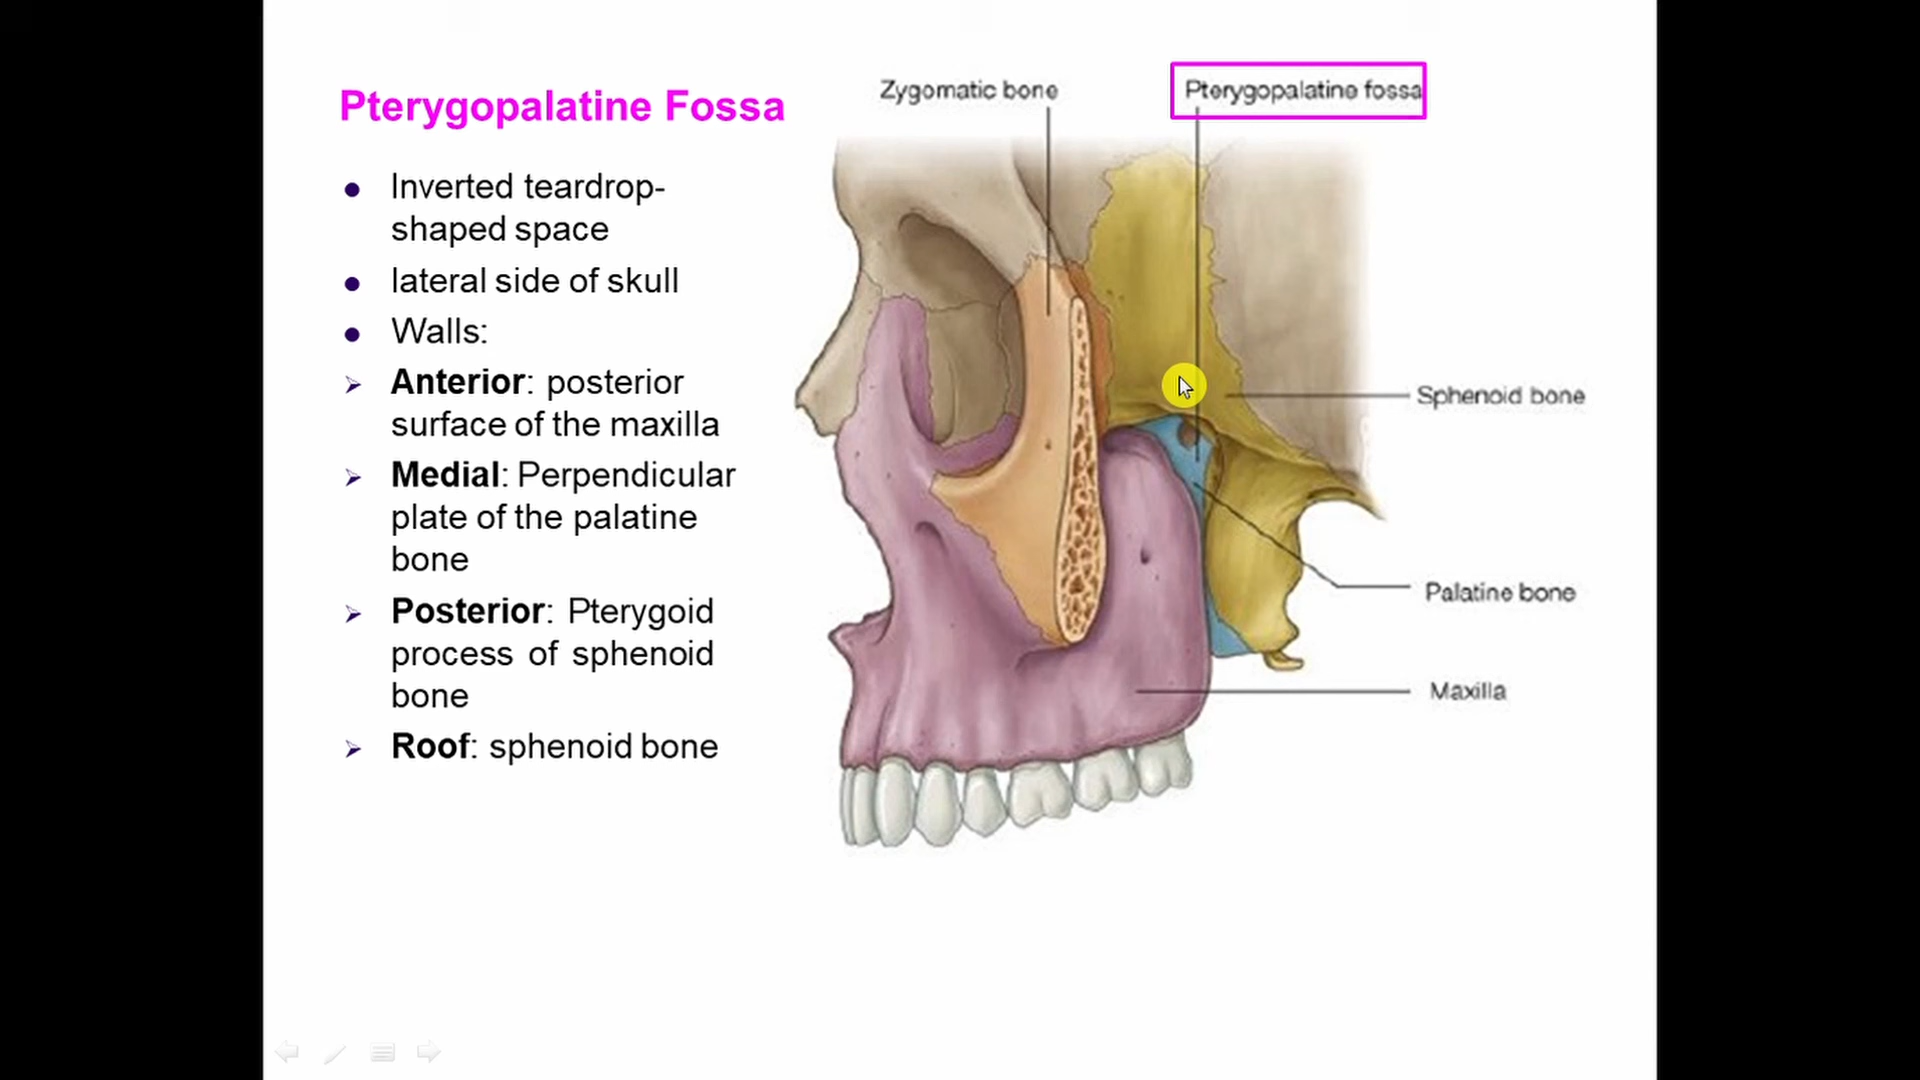 Pterygopalatine Fossa
Inverted teardrop-
shaped space
lateral side of skull
Walls:
Anterior: posterior
surface of the maxilla
Medial: Perpendicular
plate of the palatine
bone
Posterior: Pterygoid
process of sphenoid
bone
Roof: sphenoid bone
Zygomatic bone
Pterygopalatine fossa
Sphenoid bone
Palatine bone
Maxilla